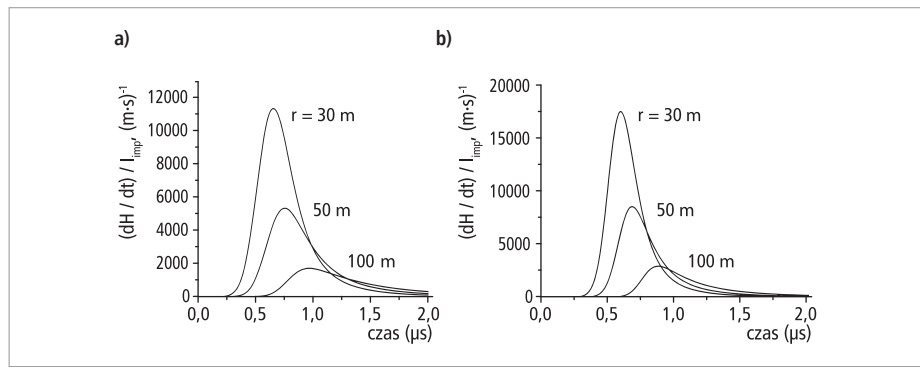 a)
(dH / dt) / I_imp, (m·s)⁻¹
12000
10000
8000
6000
4000
2000
0
r = 30 m
50 m
100 m
0,0 0,5 1,0 1,5 2,0
czas (µs)
b)
(dH / dt) / I_imp, (m·s)⁻¹
20000
15000
10000
5000
0
r = 30 m
50 m
100 m
0,0 0,5 1,0 1,5 2,0
czas (µs)